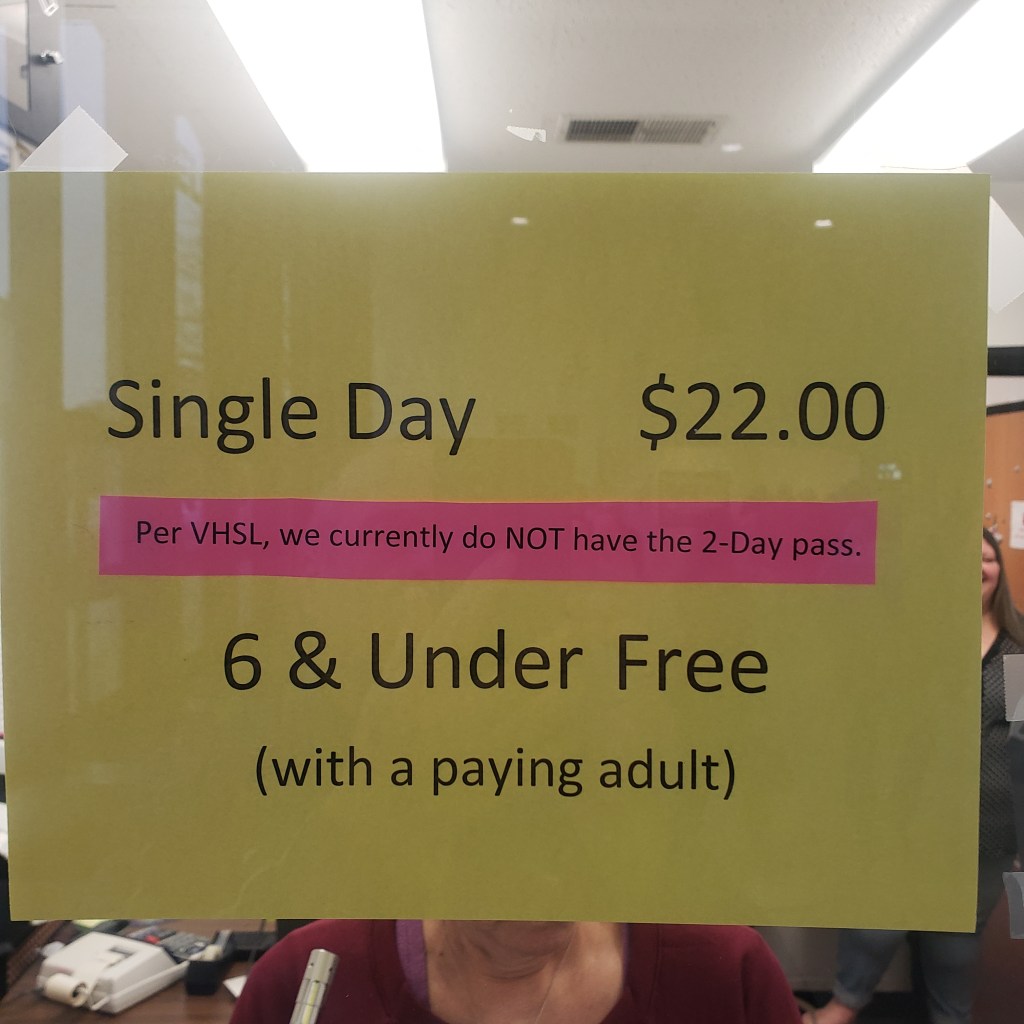 Single Day $22.00
Per VHSL, we currently do NOT have the 2-Day pass.
6 & Under Free
(with a paying adult)